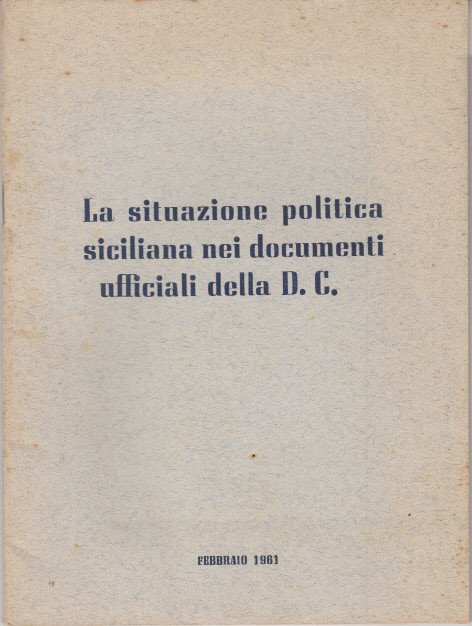 La situazione politica
siciliana nei documenti
ufficiali della D. C.
FEBBRAIO 1961